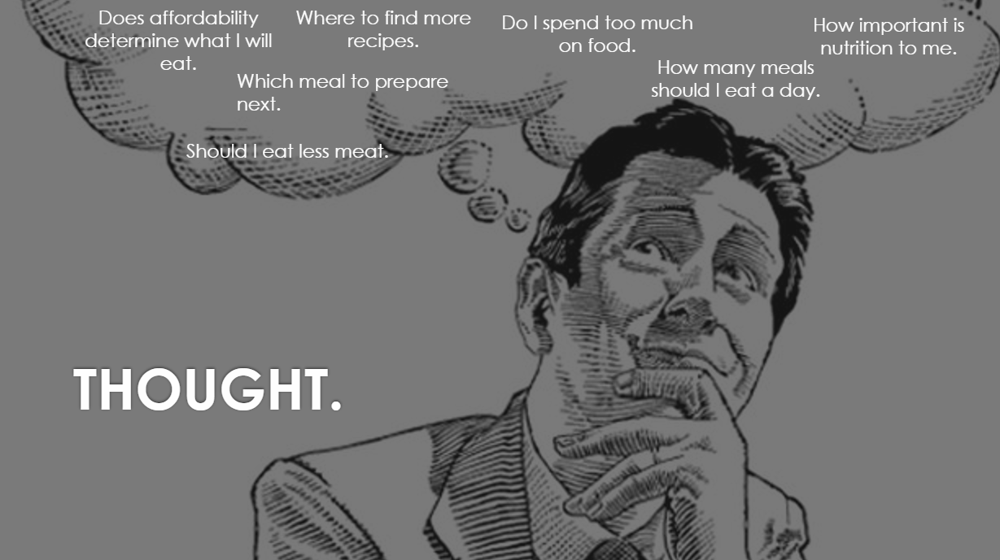 Does affordability
determine what I will
eat.
Where to find more
recipes.
Do I spend too much
on food.
How important is
nutrition to me.
Which meal to prepare
next.
How many meals
should I eat a day.
Should I eat less meat.
THOUGHT.